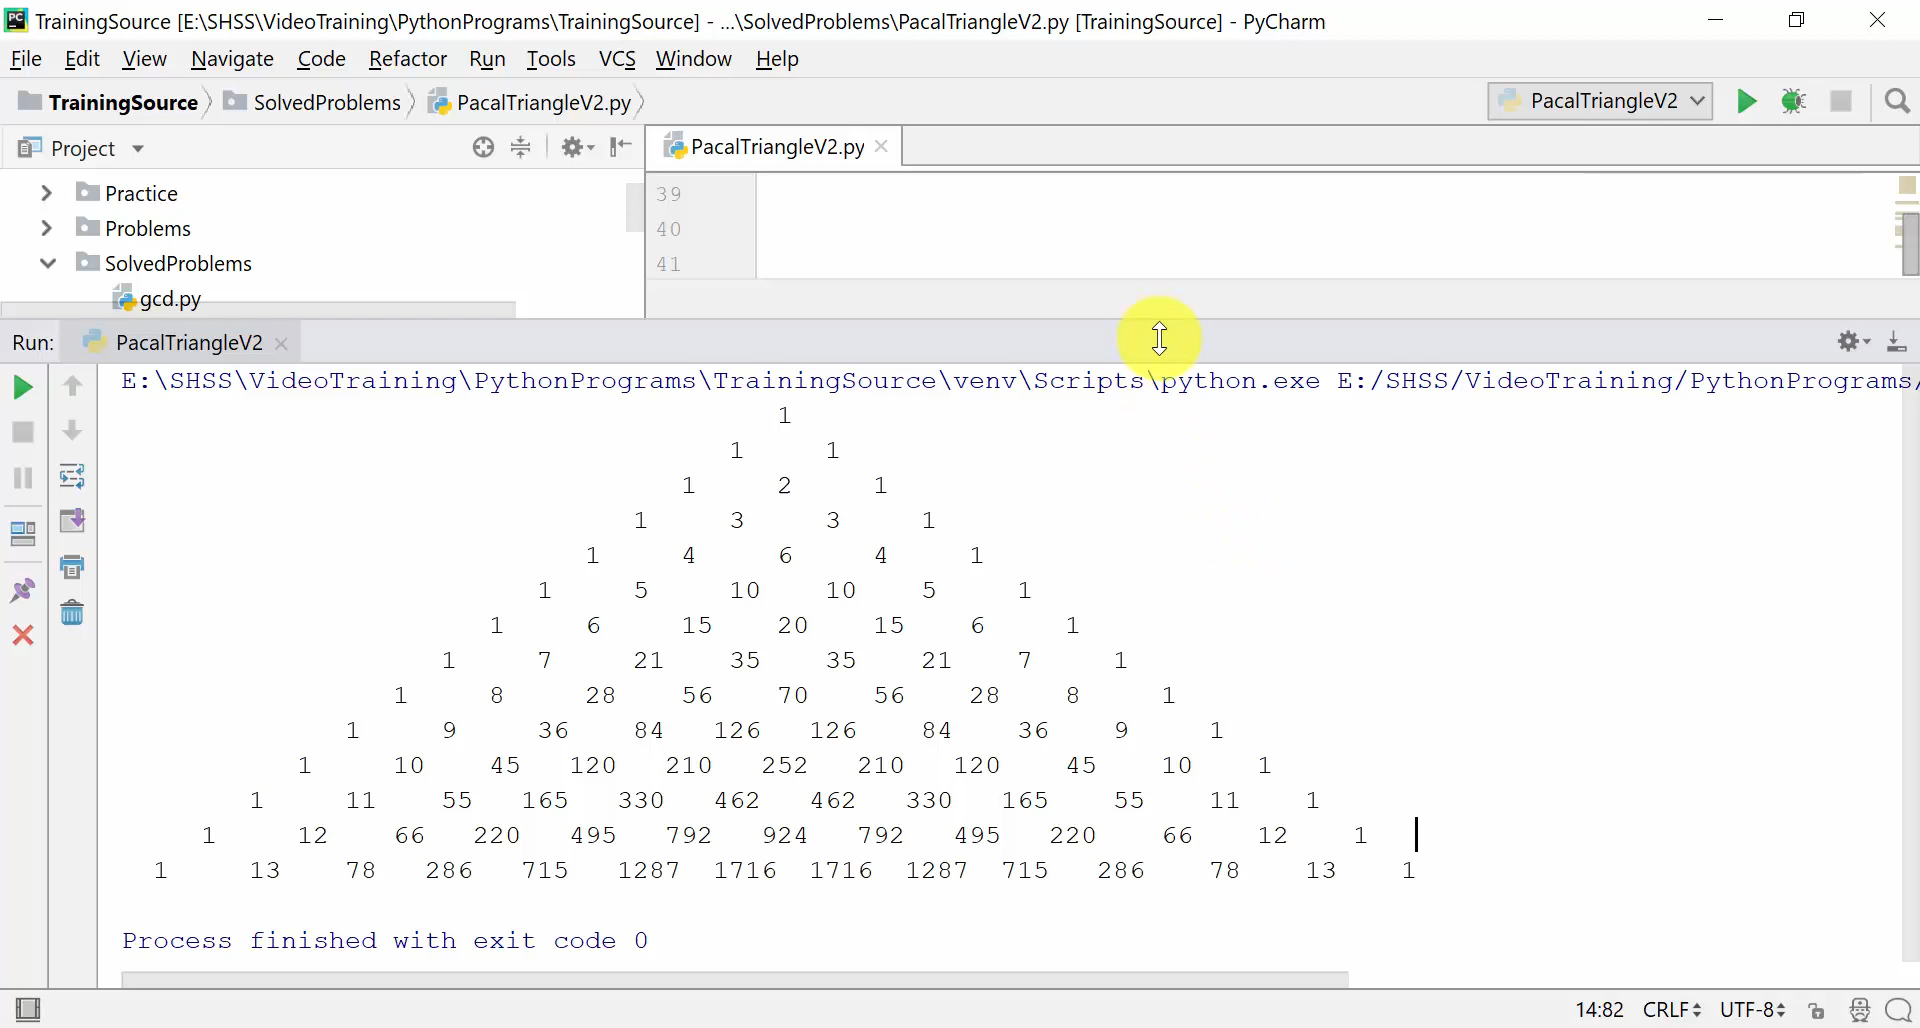 PC TrainingSource [E:\SHSS\VideoTraining\PythonPrograms\TrainingSource] - ...\SolvedProblems\PacalTriangleV2.py [TrainingSource] - PyCharm
File Edit View Navigate Code Refactor Run Tools VCS Window Help
TrainingSource SolvedProblems PacalTriangleV2.py PacalTriangleV2
Project PacalTriangleV2.py
Practice 39
Problems 40
SolvedProblems 41
gcd.py
Run: PacalTriangleV2
E:\SHSS\VideoTraining\PythonPrograms\TrainingSource\venv\Scripts\python.exe E:/SHSS/VideoTraining/PythonPrograms/
1
1 1
1 2 1
1 3 3 1
1 4 6 4 1
1 5 10 10 5 1
1 6 15 20 15 6 1
1 7 21 35 35 21 7 1
1 8 28 56 70 56 28 8 1
1 9 36 84 126 126 84 36 9 1
1 10 45 120 210 252 210 120 45 10 1
1 11 55 165 330 462 462 330 165 55 11 1
1 12 66 220 495 792 924 792 495 220 66 12 1
1 13 78 286 715 1287 1716 1716 1287 715 286 78 13 1
Process finished with exit code 0
14:82 CRLF UTF-8